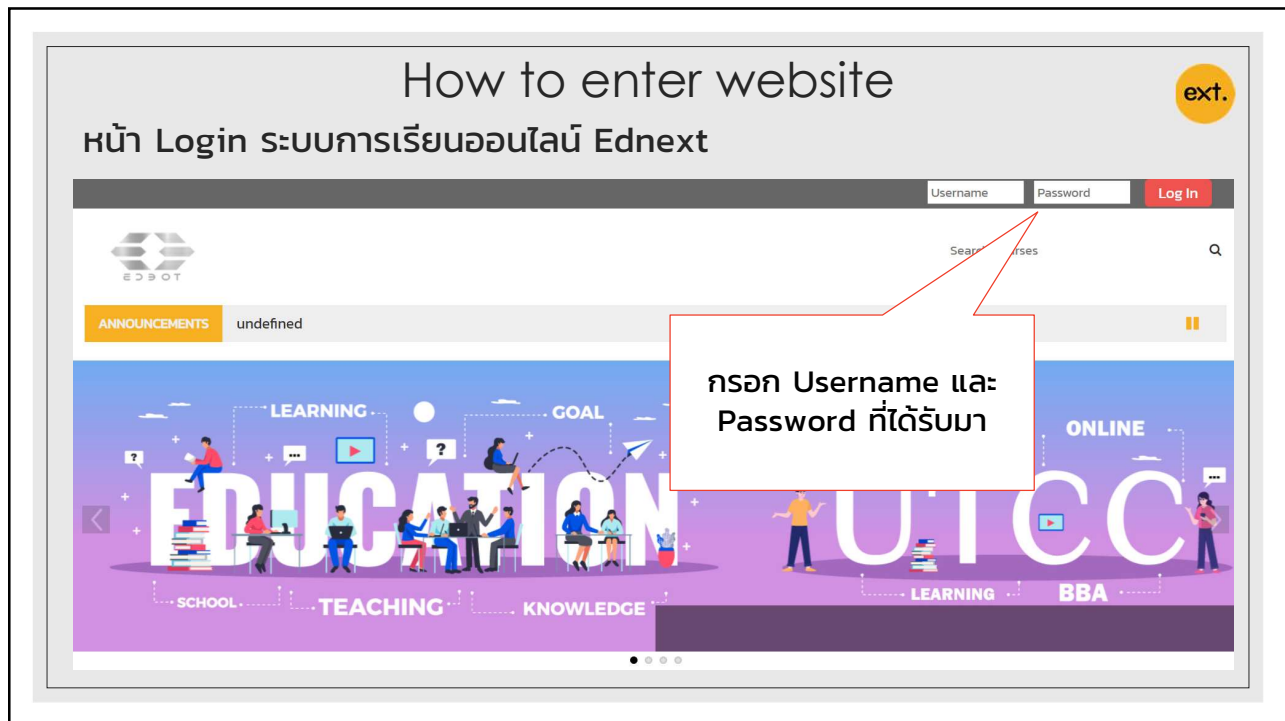 How to enter website
ext.
หน้า Login ระบบการเรียนออนไลน์ Ednext
Username Password Log In
EDBOT
ANNOUNCEMENTS undefined
กรอก Username และ
Password ที่ได้รับมา
LEARNING GOAL
ONLINE
EDUCATION
UTCC
SCHOOL TEACHING KNOWLEDGE
LEARNING BBA